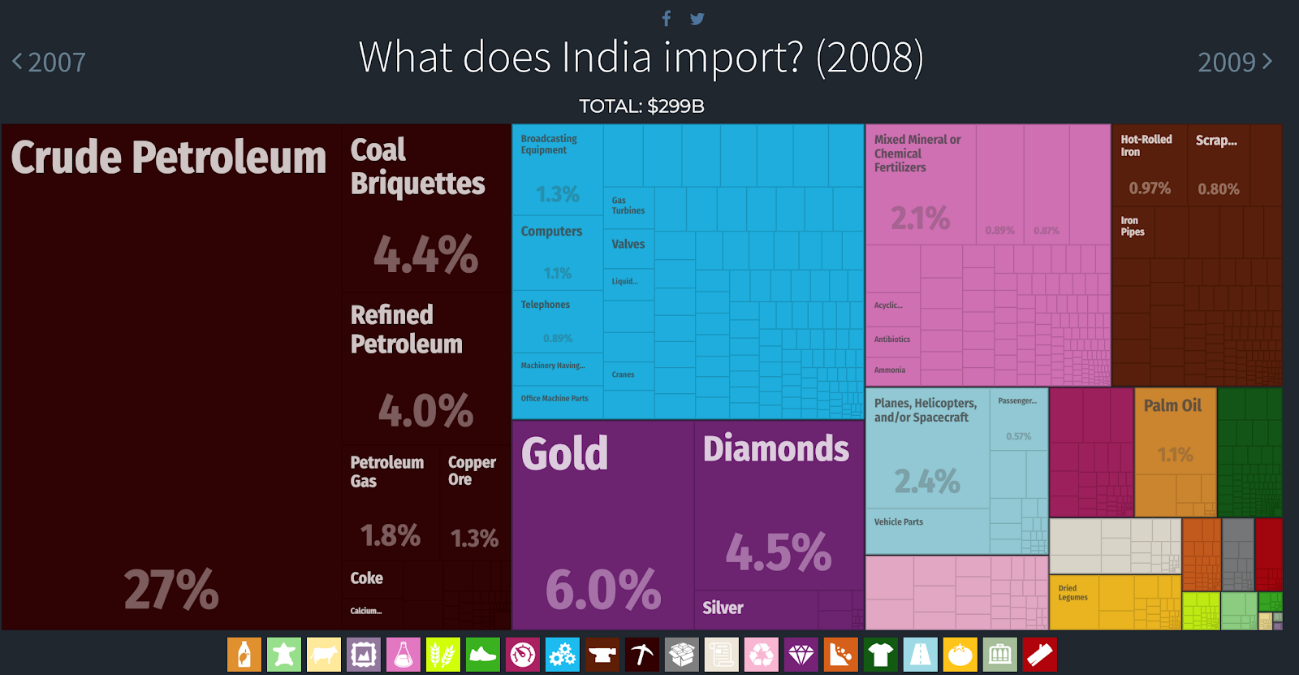 2007
What does India import? (2008)
2009
TOTAL: $299B
Crude Petroleum
27%
Coal
Briquettes
4.4%
Refined
Petroleum
4.0%
Petroleum
Gas
1.8%
Copper
Ore
1.3%
Coke
Calcium...
Broadcasting
Equipment
1.3%
Computers
1.1%
Telephones
0.89%
Machinery Having...
Office Machine Parts
Gas
Turbines
Valves
Liquid...
Cranes
Gold
6.0%
Diamonds
4.5%
Silver
Mixed Mineral or
Chemical
Fertilizers
2.1%
0.89%
0.87%
Acyclic...
Antibiotics
Ammonia
Hot-Rolled
Iron
0.97%
Scrap...
0.80%
Iron
Pipes
Planes, Helicopters,
and/or Spacecraft
2.4%
Passenger...
0.57%
Vehicle Parts
Palm Oil
1.1%
Dried
Legumes